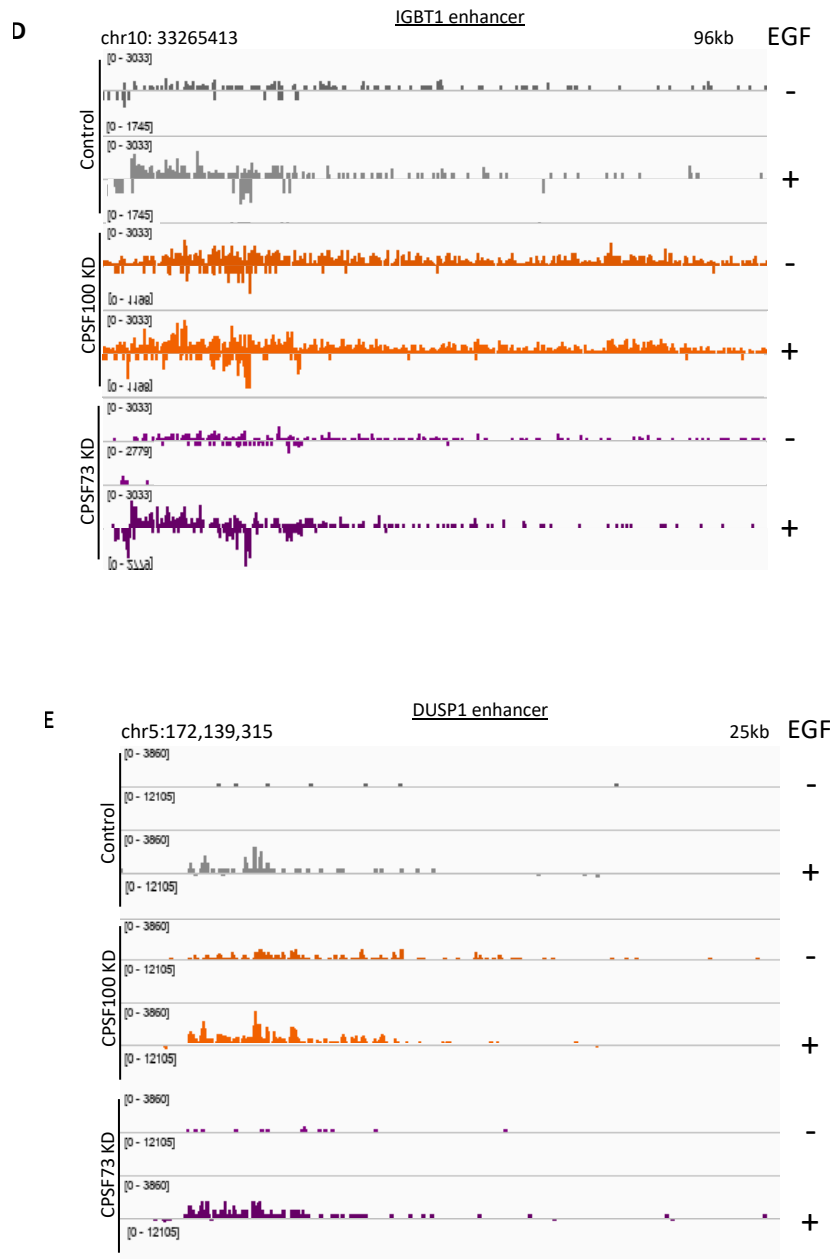 D
IGBT1 enhancer
chr10: 33265413 96kb EGF
Control
[0 - 3033]
-
[0 - 1745]
[0 - 3033]
+
[0 - 1745]
CPSF100 KD
[0 - 3033]
-
[0 - 3033]
+
CPSF73 KD
[0 - 3033]
-
[0 - 2779]
[0 - 3033]
+
E
DUSP1 enhancer
chr5:172,139,315 25kb EGF
Control
[0 - 3860]
-
[0 - 12105]
[0 - 3860]
+
[0 - 12105]
CPSF100 KD
[0 - 3860]
-
[0 - 12105]
[0 - 3860]
+
[0 - 12105]
CPSF73 KD
[0 - 3860]
-
[0 - 12105]
[0 - 3860]
+
[0 - 12105]